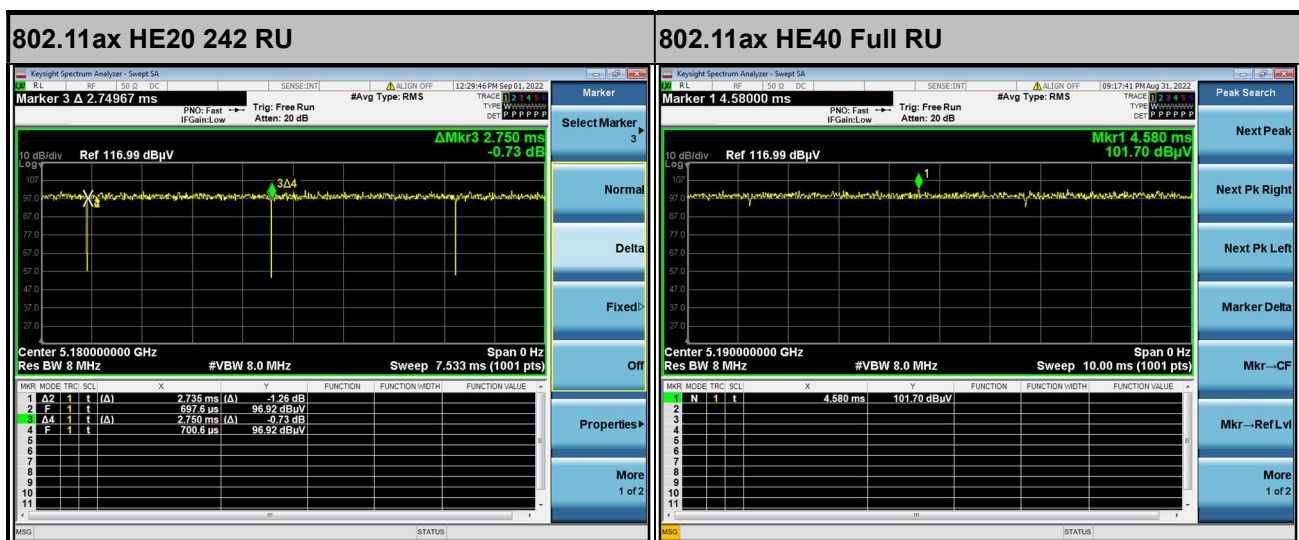 802.11ax HE20 242 RU
Keysight Spectrum Analyzer - Swept SA
RL RF 50 Ω DC SENSE:INT ALIGN OFF 12:29:46 PM Sep 01, 2022
Marker 3 Δ 2.74967 ms
PNO: Fast
IFGain:Low
Trig: Free Run
Atten: 20 dB
#Avg Type: RMS
TRACE 1 2 3 4 5 6
TYPE WWWWWW
DET P P P P P P
ΔMkr3 2.750 ms
-0.73 dB
10 dB/div Ref 116.99 dBµV
Log
107
97.0
87.0
77.0
67.0
57.0
47.0
37.0
27.0
3Δ4
Center 5.180000000 GHz Span 0 Hz
Res BW 8 MHz #VBW 8.0 MHz Sweep 7.533 ms (1001 pts)
MKR MODE TRC SCL X Y FUNCTION FUNCTION WIDTH FUNCTION VALUE
1 Δ2 1 t (Δ) 2.735 ms (Δ) -1.26 dB
2 F 1 t 697.6 µs 96.92 dBµV
3 Δ4 1 t (Δ) 2.750 ms (Δ) -0.73 dB
4 F 1 t 700.6 µs 96.92 dBµV
5
6
7
8
9
10
11
MSG STATUS
Marker
Select Marker
3
Normal
Delta
Fixed
Off
Properties
More
1 of 2
802.11ax HE40 Full RU
Keysight Spectrum Analyzer - Swept SA
RL RF 50 Ω DC SENSE:INT ALIGN OFF 09:17:41 PM Aug 31, 2022
Marker 1 4.58000 ms
PNO: Fast
IFGain:Low
Trig: Free Run
Atten: 20 dB
#Avg Type: RMS
TRACE 1 2 3 4 5 6
TYPE WWWWWW
DET P P P P P P
Mkr1 4.580 ms
101.70 dBµV
10 dB/div Ref 116.99 dBµV
Log
107
97.0
87.0
77.0
67.0
57.0
47.0
37.0
27.0
1
Center 5.190000000 GHz Span 0 Hz
Res BW 8 MHz #VBW 8.0 MHz Sweep 10.00 ms (1001 pts)
MKR MODE TRC SCL X Y FUNCTION FUNCTION WIDTH FUNCTION VALUE
1 N 1 t 4.580 ms 101.70 dBµV
2
3
4
5
6
7
8
9
10
11
MSG STATUS
Peak Search
Next Peak
Next Pk Right
Next Pk Left
Marker Delta
Mkr→CF
Mkr→Ref Lvl
More
1 of 2